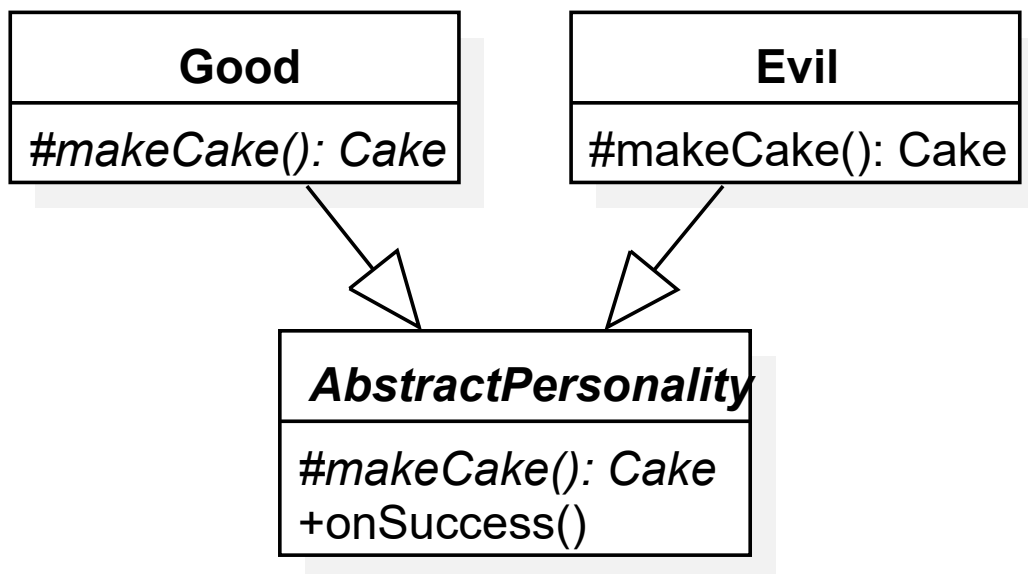 Good
#makeCake(): Cake
Evil
#makeCake(): Cake
AbstractPersonality
#makeCake(): Cake
+onSuccess()